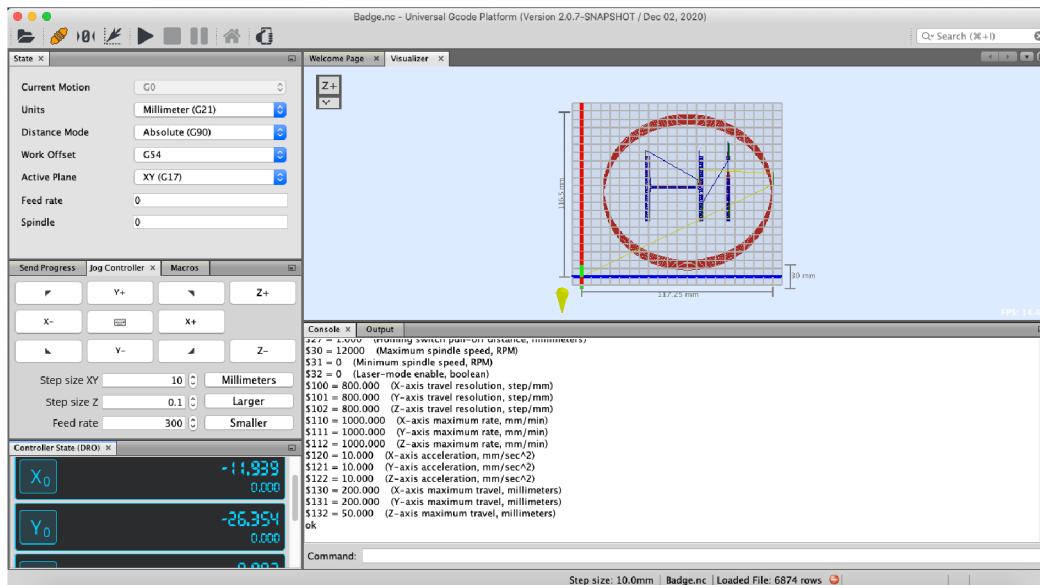 Badge.nc - Universal Gcode Platform (Version 2.0.7-SNAPSHOT / Dec 02, 2020)
Search (⌘+I)
State
Welcome Page
Visualizer
Current Motion G0
Units Millimeter (G21)
Distance Mode Absolute (G90)
Work Offset G54
Active Plane XY (G17)
Feed rate 0
Spindle 0
Z+
Y-
116.5 mm
30 mm
117.25 mm
Send Progress Jog Controller Macros
Y+ Z+
X- X+
Y- Z-
Step size XY 10 Millimeters
Step size Z 0.1 Larger
Feed rate 300 Smaller
Controller State (DRO)
X0 -11.939
0.000
Y0 -26.354
0.000
Console Output
$27 = 1.000 (Homing switch pull-off distance, millimeters)
$30 = 12000 (Maximum spindle speed, RPM)
$31 = 0 (Minimum spindle speed, RPM)
$32 = 0 (Laser-mode enable, boolean)
$100 = 800.000 (X-axis travel resolution, step/mm)
$101 = 800.000 (Y-axis travel resolution, step/mm)
$102 = 800.000 (Z-axis travel resolution, step/mm)
$110 = 1000.000 (X-axis maximum rate, mm/min)
$111 = 1000.000 (Y-axis maximum rate, mm/min)
$112 = 1000.000 (Z-axis maximum rate, mm/min)
$120 = 10.000 (X-axis acceleration, mm/sec^2)
$121 = 10.000 (Y-axis acceleration, mm/sec^2)
$122 = 10.000 (Z-axis acceleration, mm/sec^2)
$130 = 200.000 (X-axis maximum travel, millimeters)
$131 = 200.000 (Y-axis maximum travel, millimeters)
$132 = 50.000 (Z-axis maximum travel, millimeters)
ok
Command:
Step size: 10.0mm Badge.nc Loaded File: 6874 rows